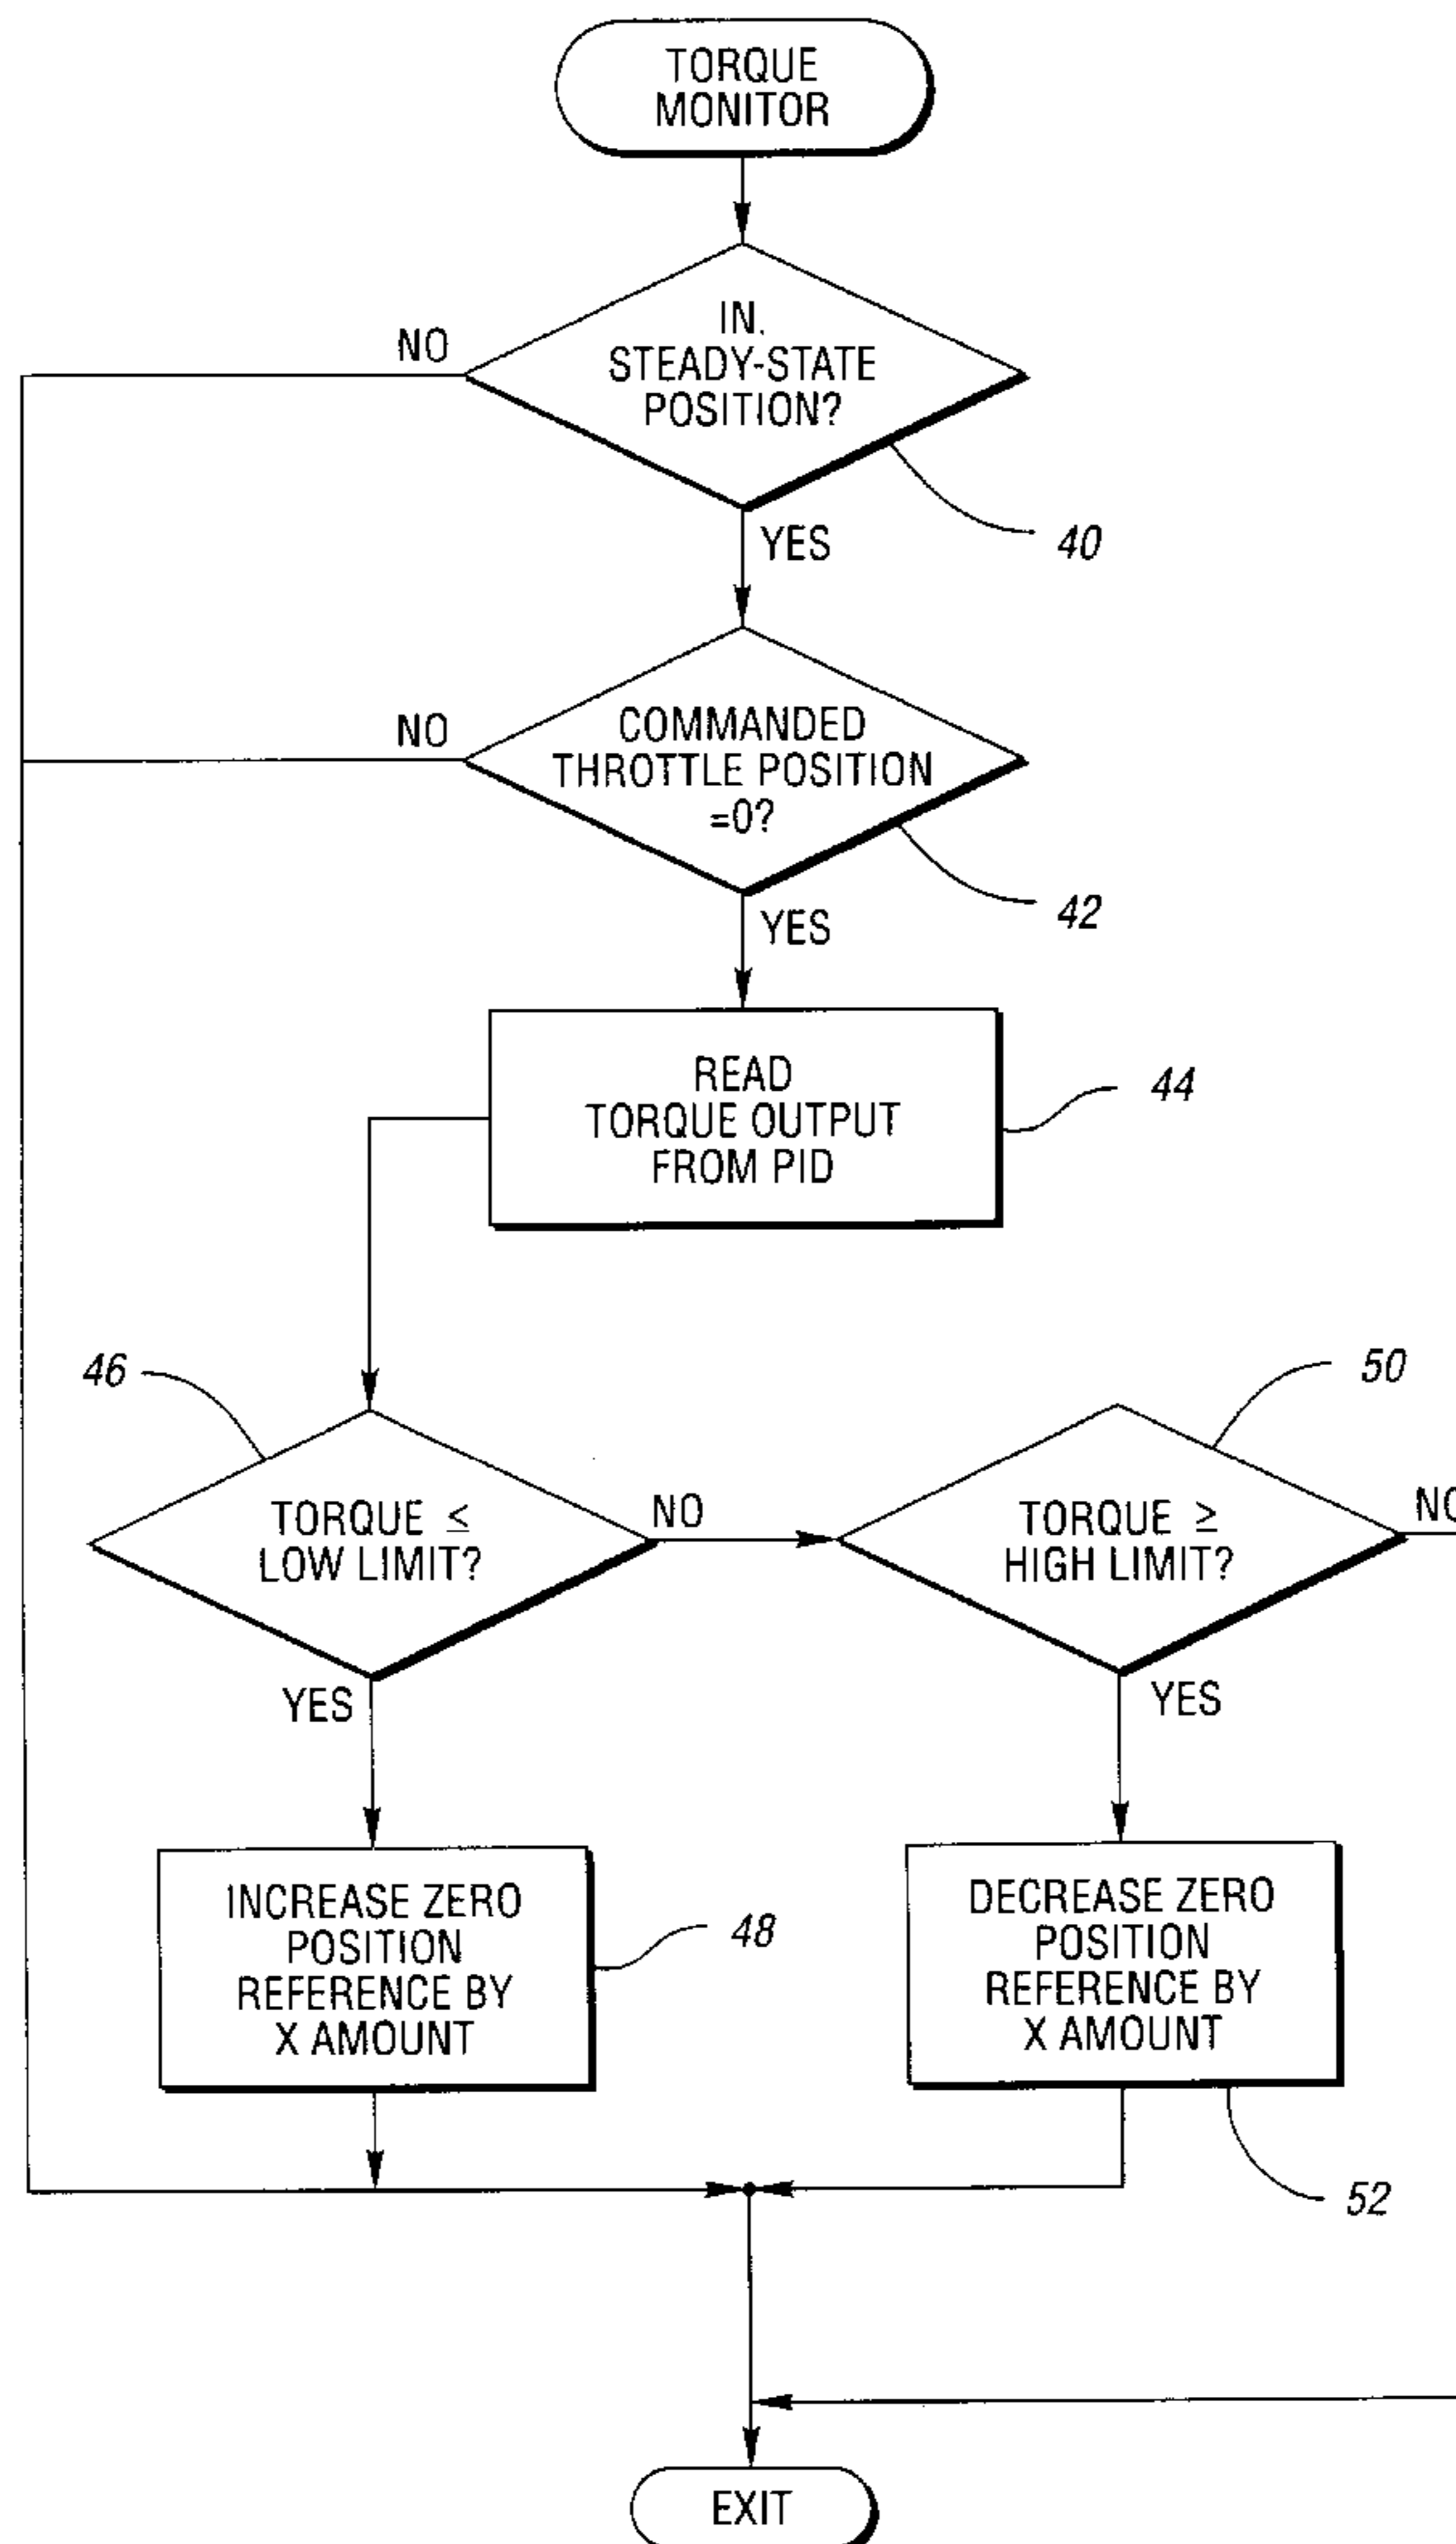 TORQUE
MONITOR
IN.
STEADY-STATE
POSITION?
NO
40
YES
COMMANDED
THROTTLE POSITION
=0?
NO
42
YES
READ
TORQUE OUTPUT
FROM PID
44
46
TORQUE ≤
LOW LIMIT?
NO
50
TORQUE ≥
HIGH LIMIT?
NO
YES
YES
INCREASE ZERO
POSITION
REFERENCE BY
X AMOUNT
48
DECREASE ZERO
POSITION
REFERENCE BY
X AMOUNT
52
EXIT